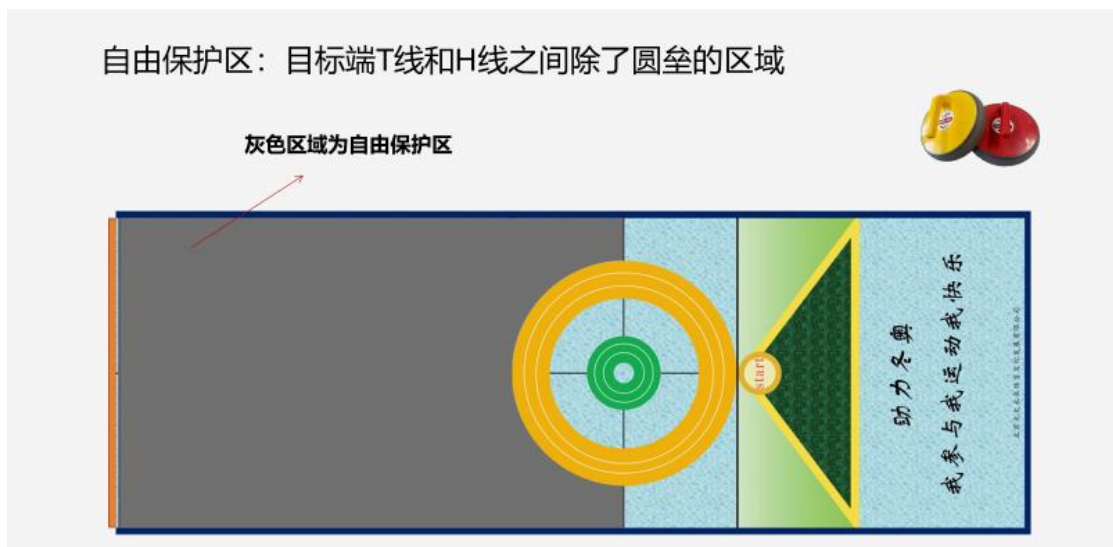 自由保护区：目标端T线和H线之间除了圆垒的区域
灰色区域为自由保护区
start
助力冬奥
我参与我运动我快乐